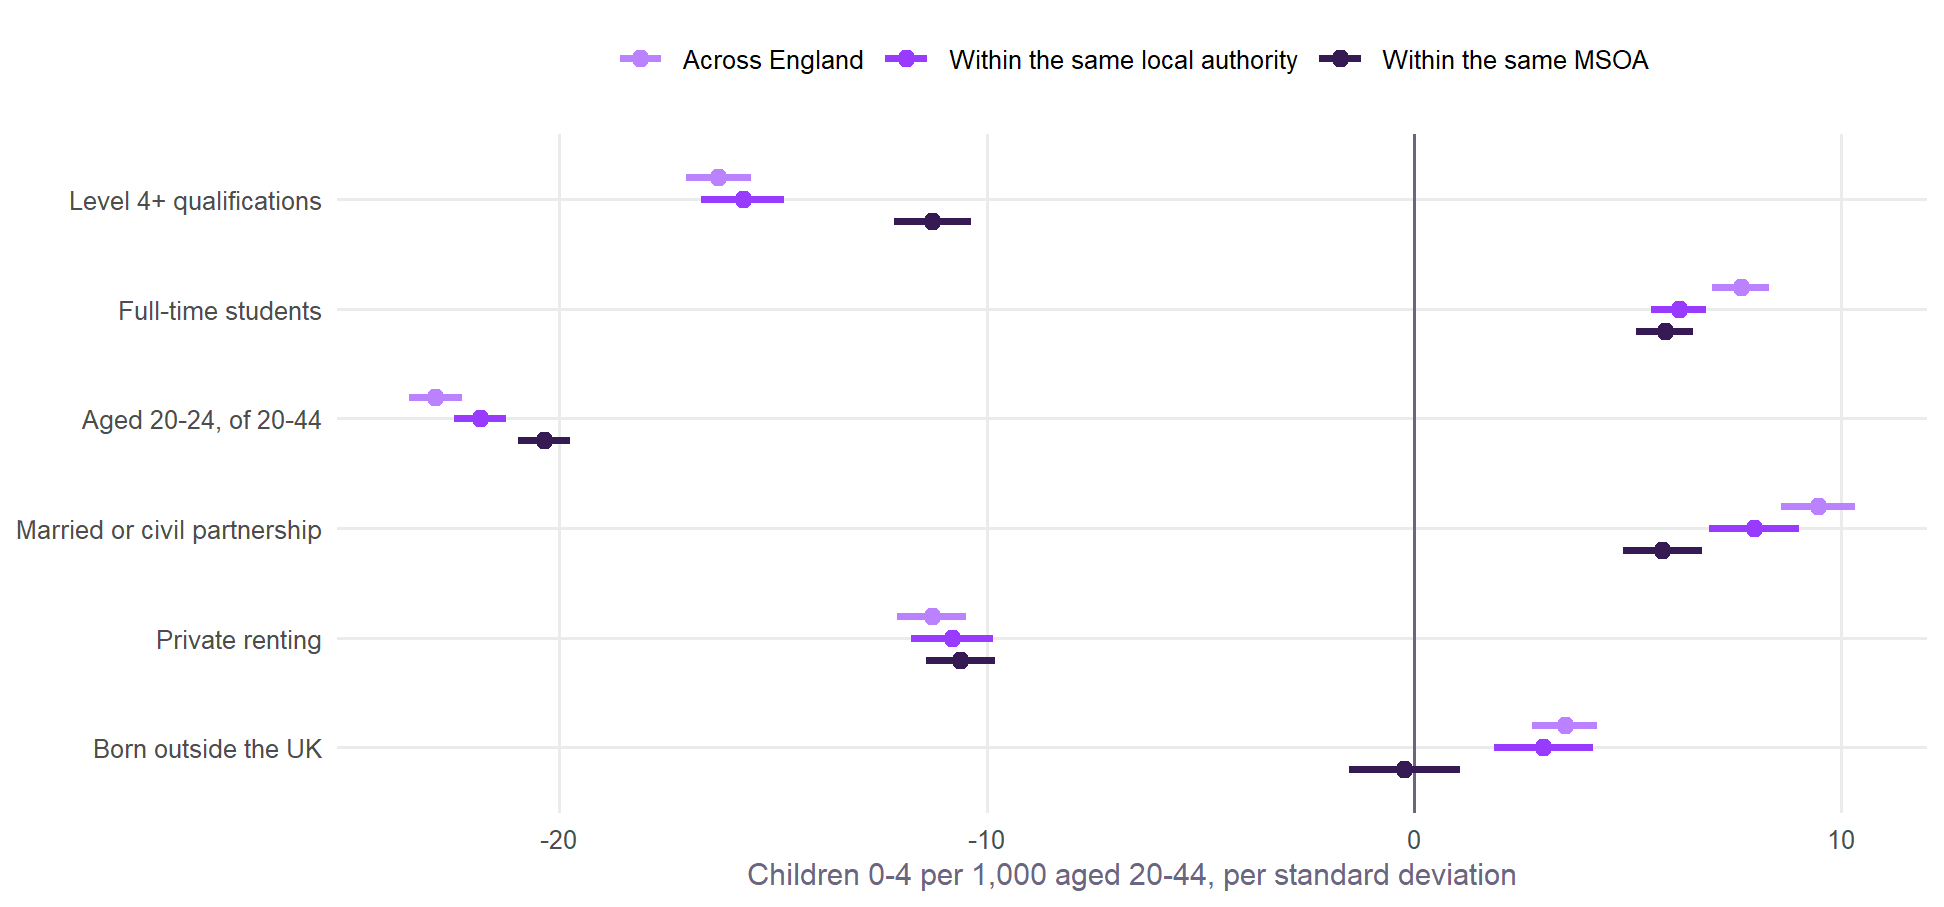 Across England Within the same local authority Within the same MSOA
Level 4+ qualifications
Full-time students
Aged 20-24, of 20-44
Married or civil partnership
Private renting
Born outside the UK
-20 -10 0 10
Children 0-4 per 1,000 aged 20-44, per standard deviation